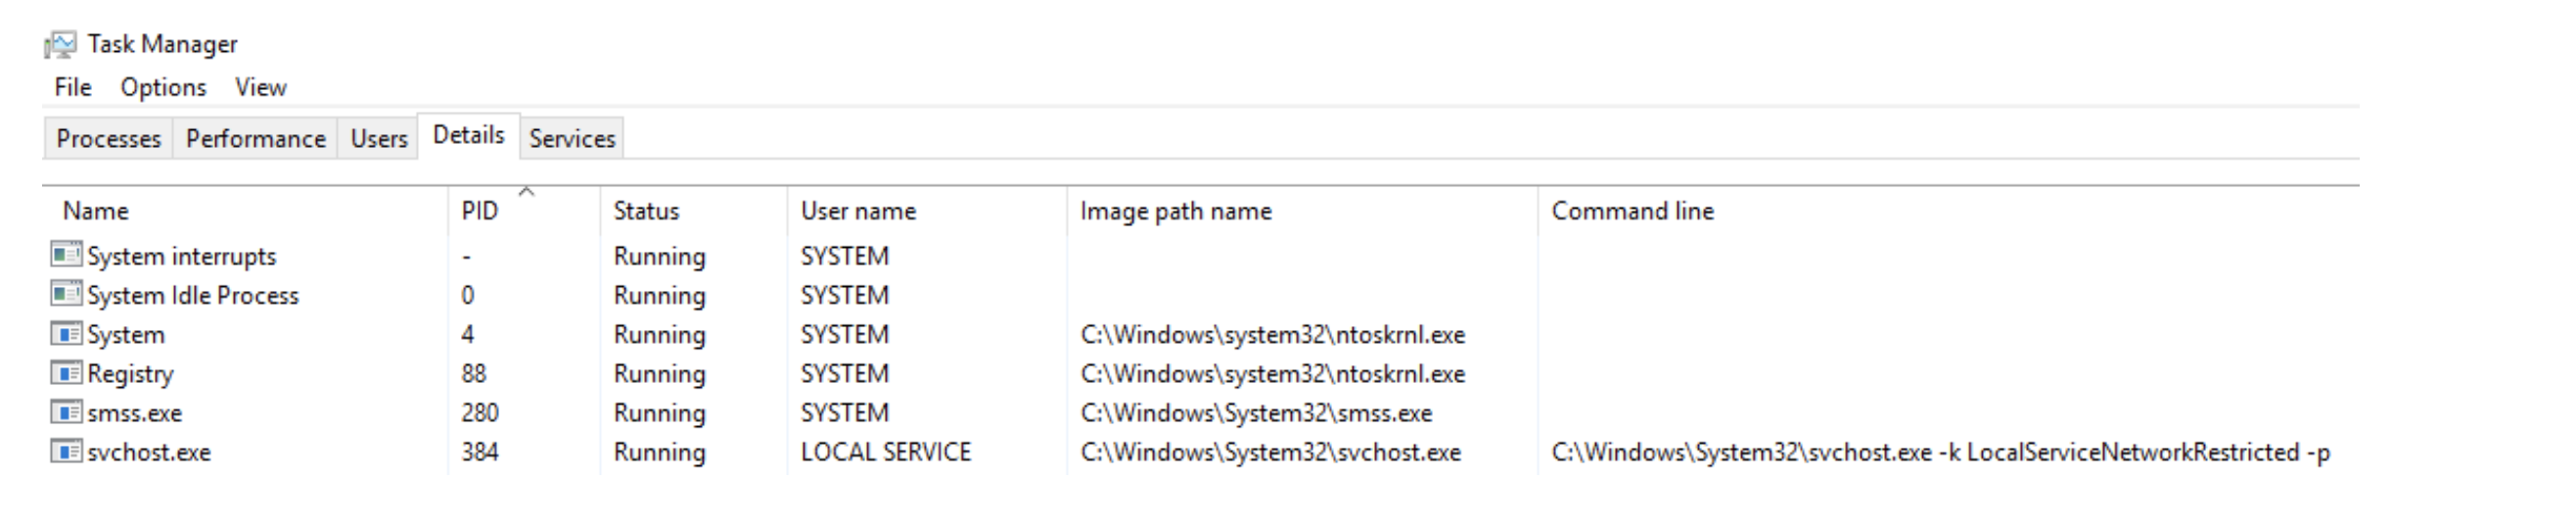 Task Manager
File Options View
Processes Performance Users Details Services
Name PID Status User name Image path name Command line
System interrupts - Running SYSTEM
System Idle Process 0 Running SYSTEM
System 4 Running SYSTEM C:\Windows\system32\ntoskrnl.exe
Registry 88 Running SYSTEM C:\Windows\system32\ntoskrnl.exe
smss.exe 280 Running SYSTEM C:\Windows\System32\smss.exe
svchost.exe 384 Running LOCAL SERVICE C:\Windows\System32\svchost.exe C:\Windows\System32\svchost.exe -k LocalServiceNetworkRestricted -p